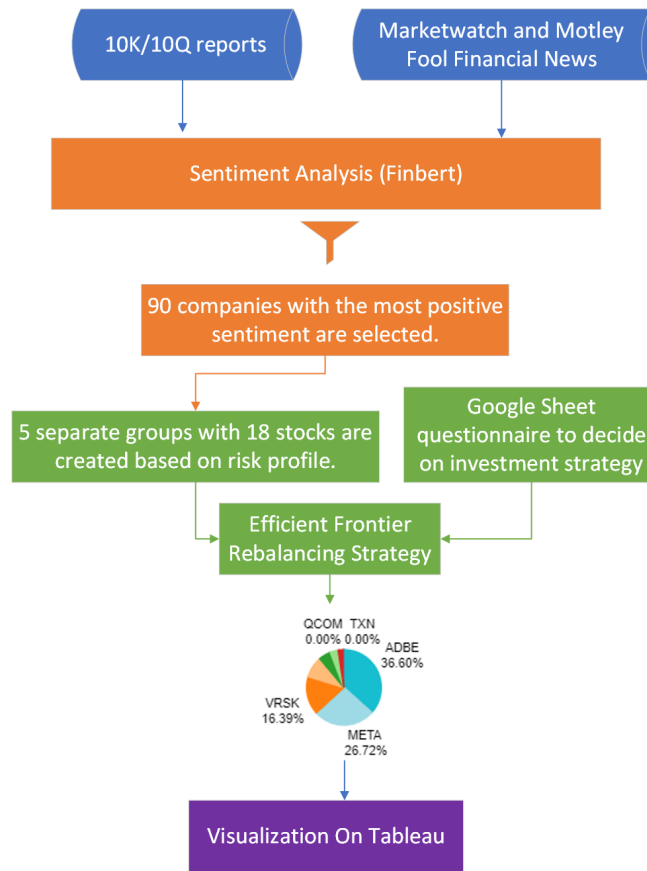 10K/10Q reports
Marketwatch and Motley
Fool Financial News
Sentiment Analysis (Finbert)
90 companies with the most positive
sentiment are selected.
5 separate groups with 18 stocks are
created based on risk profile.
Google Sheet
questionnaire to decide
on investment strategy
Efficient Frontier
Rebalancing Strategy
QCOM TXN
0.00% 0.00%
ADBE
36.60%
VRSK
16.39%
META
26.72%
Visualization On Tableau